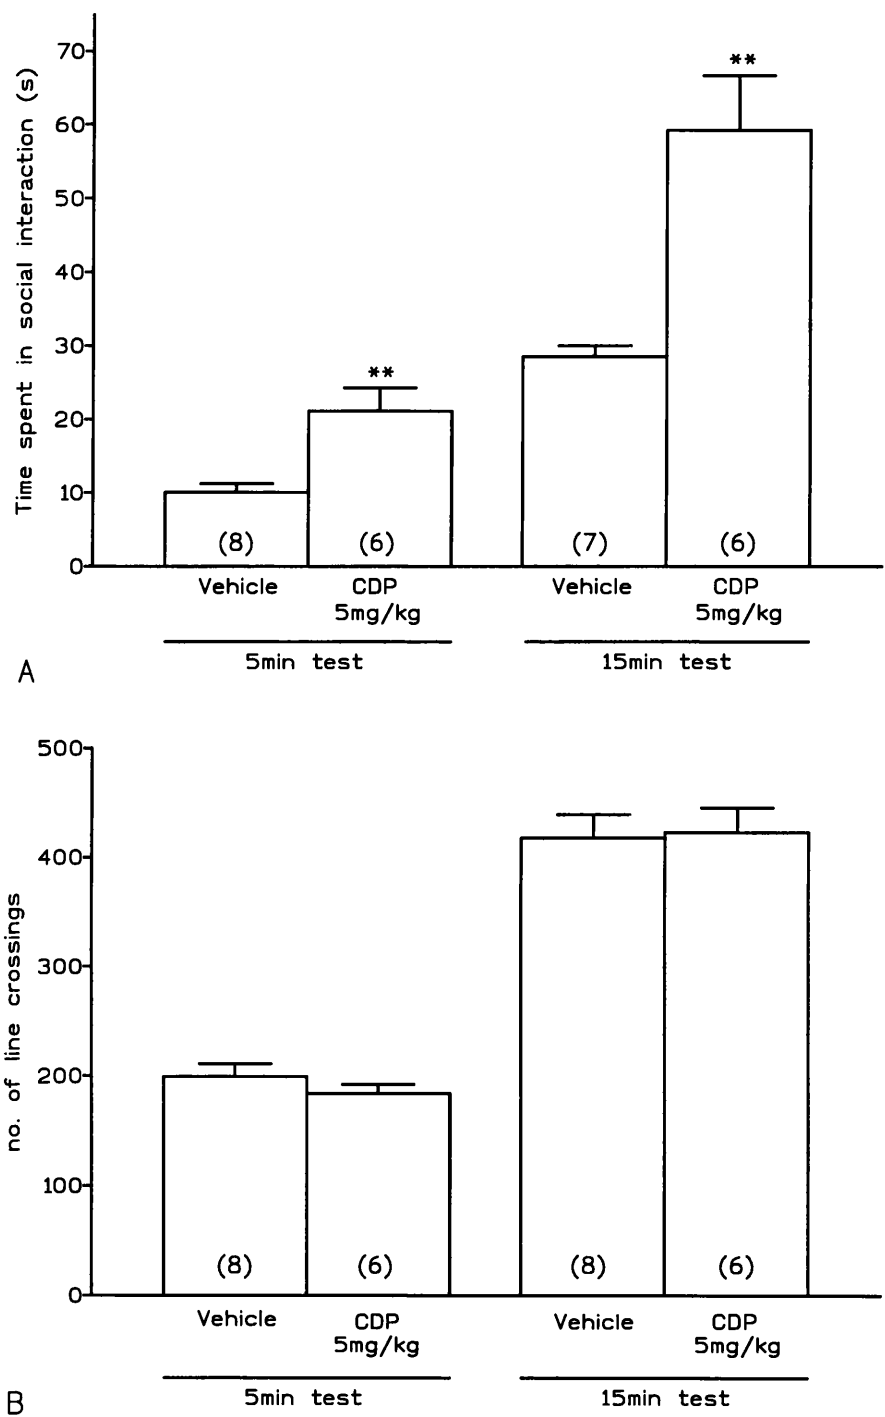 Time spent in social interaction (s)
70
60
50
40
30
20
10
0
**
**
(8)
(6)
(7)
(6)
Vehicle
CDP
5mg/kg
Vehicle
CDP
5mg/kg
5min test
15min test
A
no. of line crossings
500
400
300
200
100
0
(8)
(6)
(8)
(6)
Vehicle
CDP
5mg/kg
Vehicle
CDP
5mg/kg
5min test
15min test
B